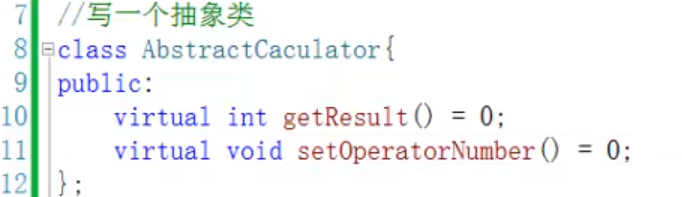 7 //写一个抽象类
8 class AbstractCaculator{
9 public:
10 virtual int getResult() = 0;
11 virtual void setOperatorNumber() = 0;
12 };